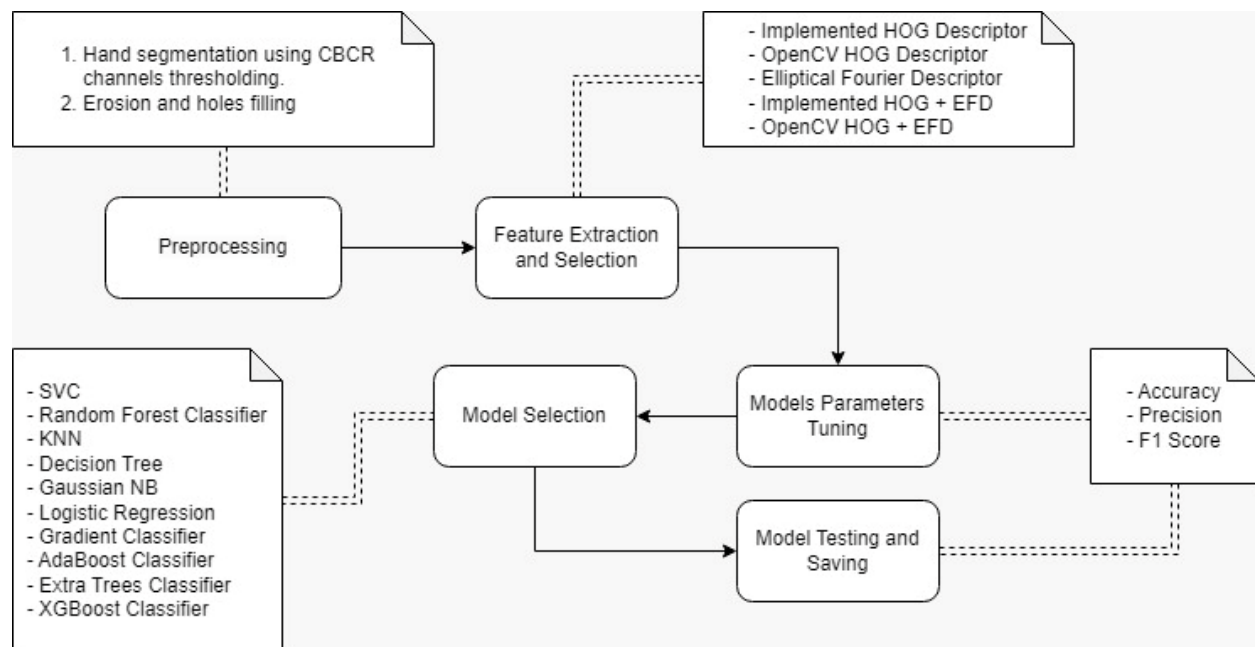 1. Hand segmentation using CBCR
channels thresholding.
2. Erosion and holes filling
- Implemented HOG Descriptor
- OpenCV HOG Descriptor
- Elliptical Fourier Descriptor
- Implemented HOG + EFD
- OpenCV HOG + EFD
Preprocessing
Feature Extraction
and Selection
- SVC
- Random Forest Classifier
- KNN
- Decision Tree
- Gaussian NB
- Logistic Regression
- Gradient Classifier
- AdaBoost Classifier
- Extra Trees Classifier
- XGBoost Classifier
Model Selection
Models Parameters
Tuning
- Accuracy
- Precision
- F1 Score
Model Testing and
Saving